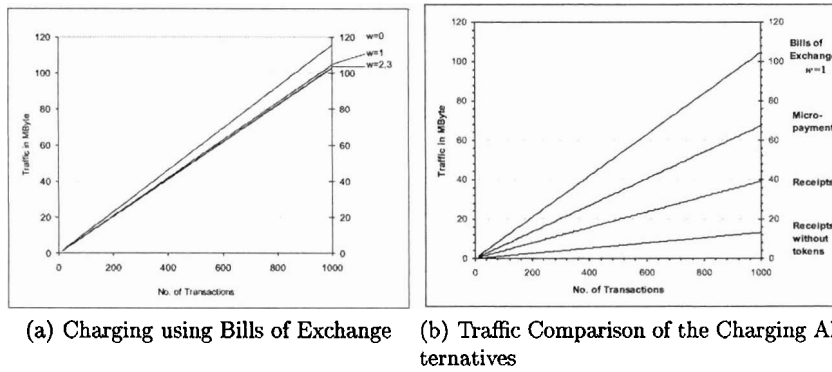 120
100
80
60
40
20
0
Traffic in MByte
0 200 400 600 800 1000
No. of Transactions
120
100
80
60
40
20
0
w=0
w=1
w=2,3
(a) Charging using Bills of Exchange
120
100
80
60
40
20
0
Traffic in MByte
0 200 400 600 800 1000
No. of Transactions
120
100
80
60
40
20
0
Bills of
Exchange
w=1
Micro-
payment
Receipts
Receipts
without
tokens
(b) Traffic Comparison of the Charging Al
ternatives